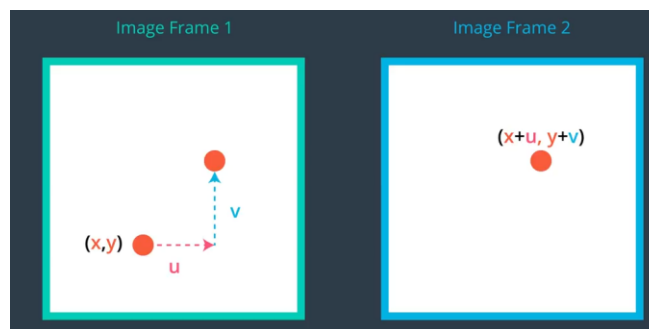 Image Frame 1
Image Frame 2
(x,y)
u
v
(x+u, y+v)